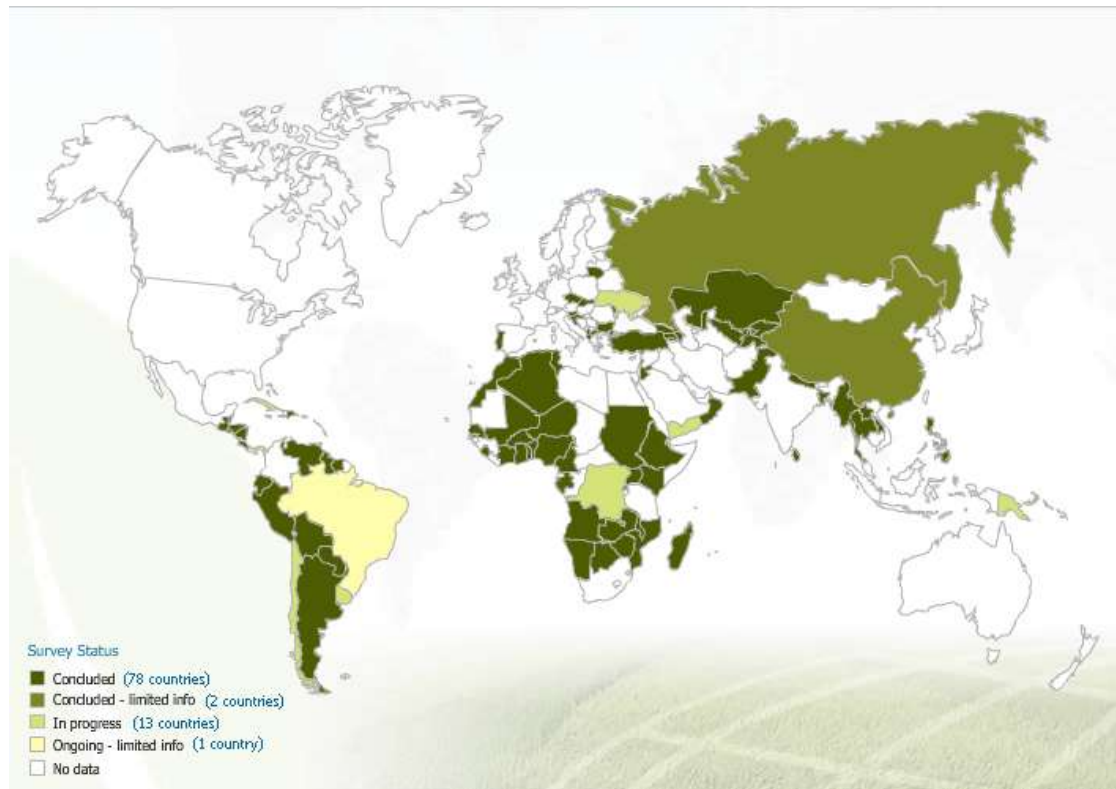 Survey Status
Concluded (78 countries)
Concluded - limited info (2 countries)
In progress (13 countries)
Ongoing - limited info (1 country)
No data